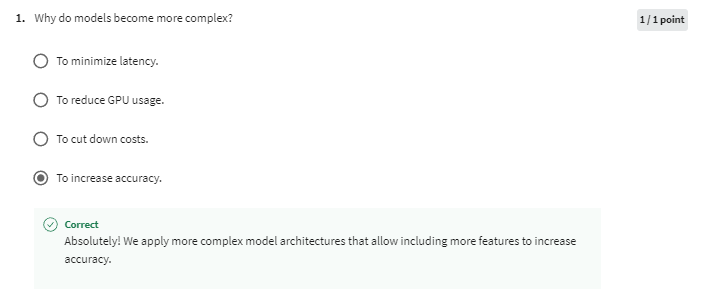 1. Why do models become more complex?
1 / 1 point
To minimize latency.
To reduce GPU usage.
To cut down costs.
To increase accuracy.
Correct
Absolutely! We apply more complex model architectures that allow including more features to increase
accuracy.